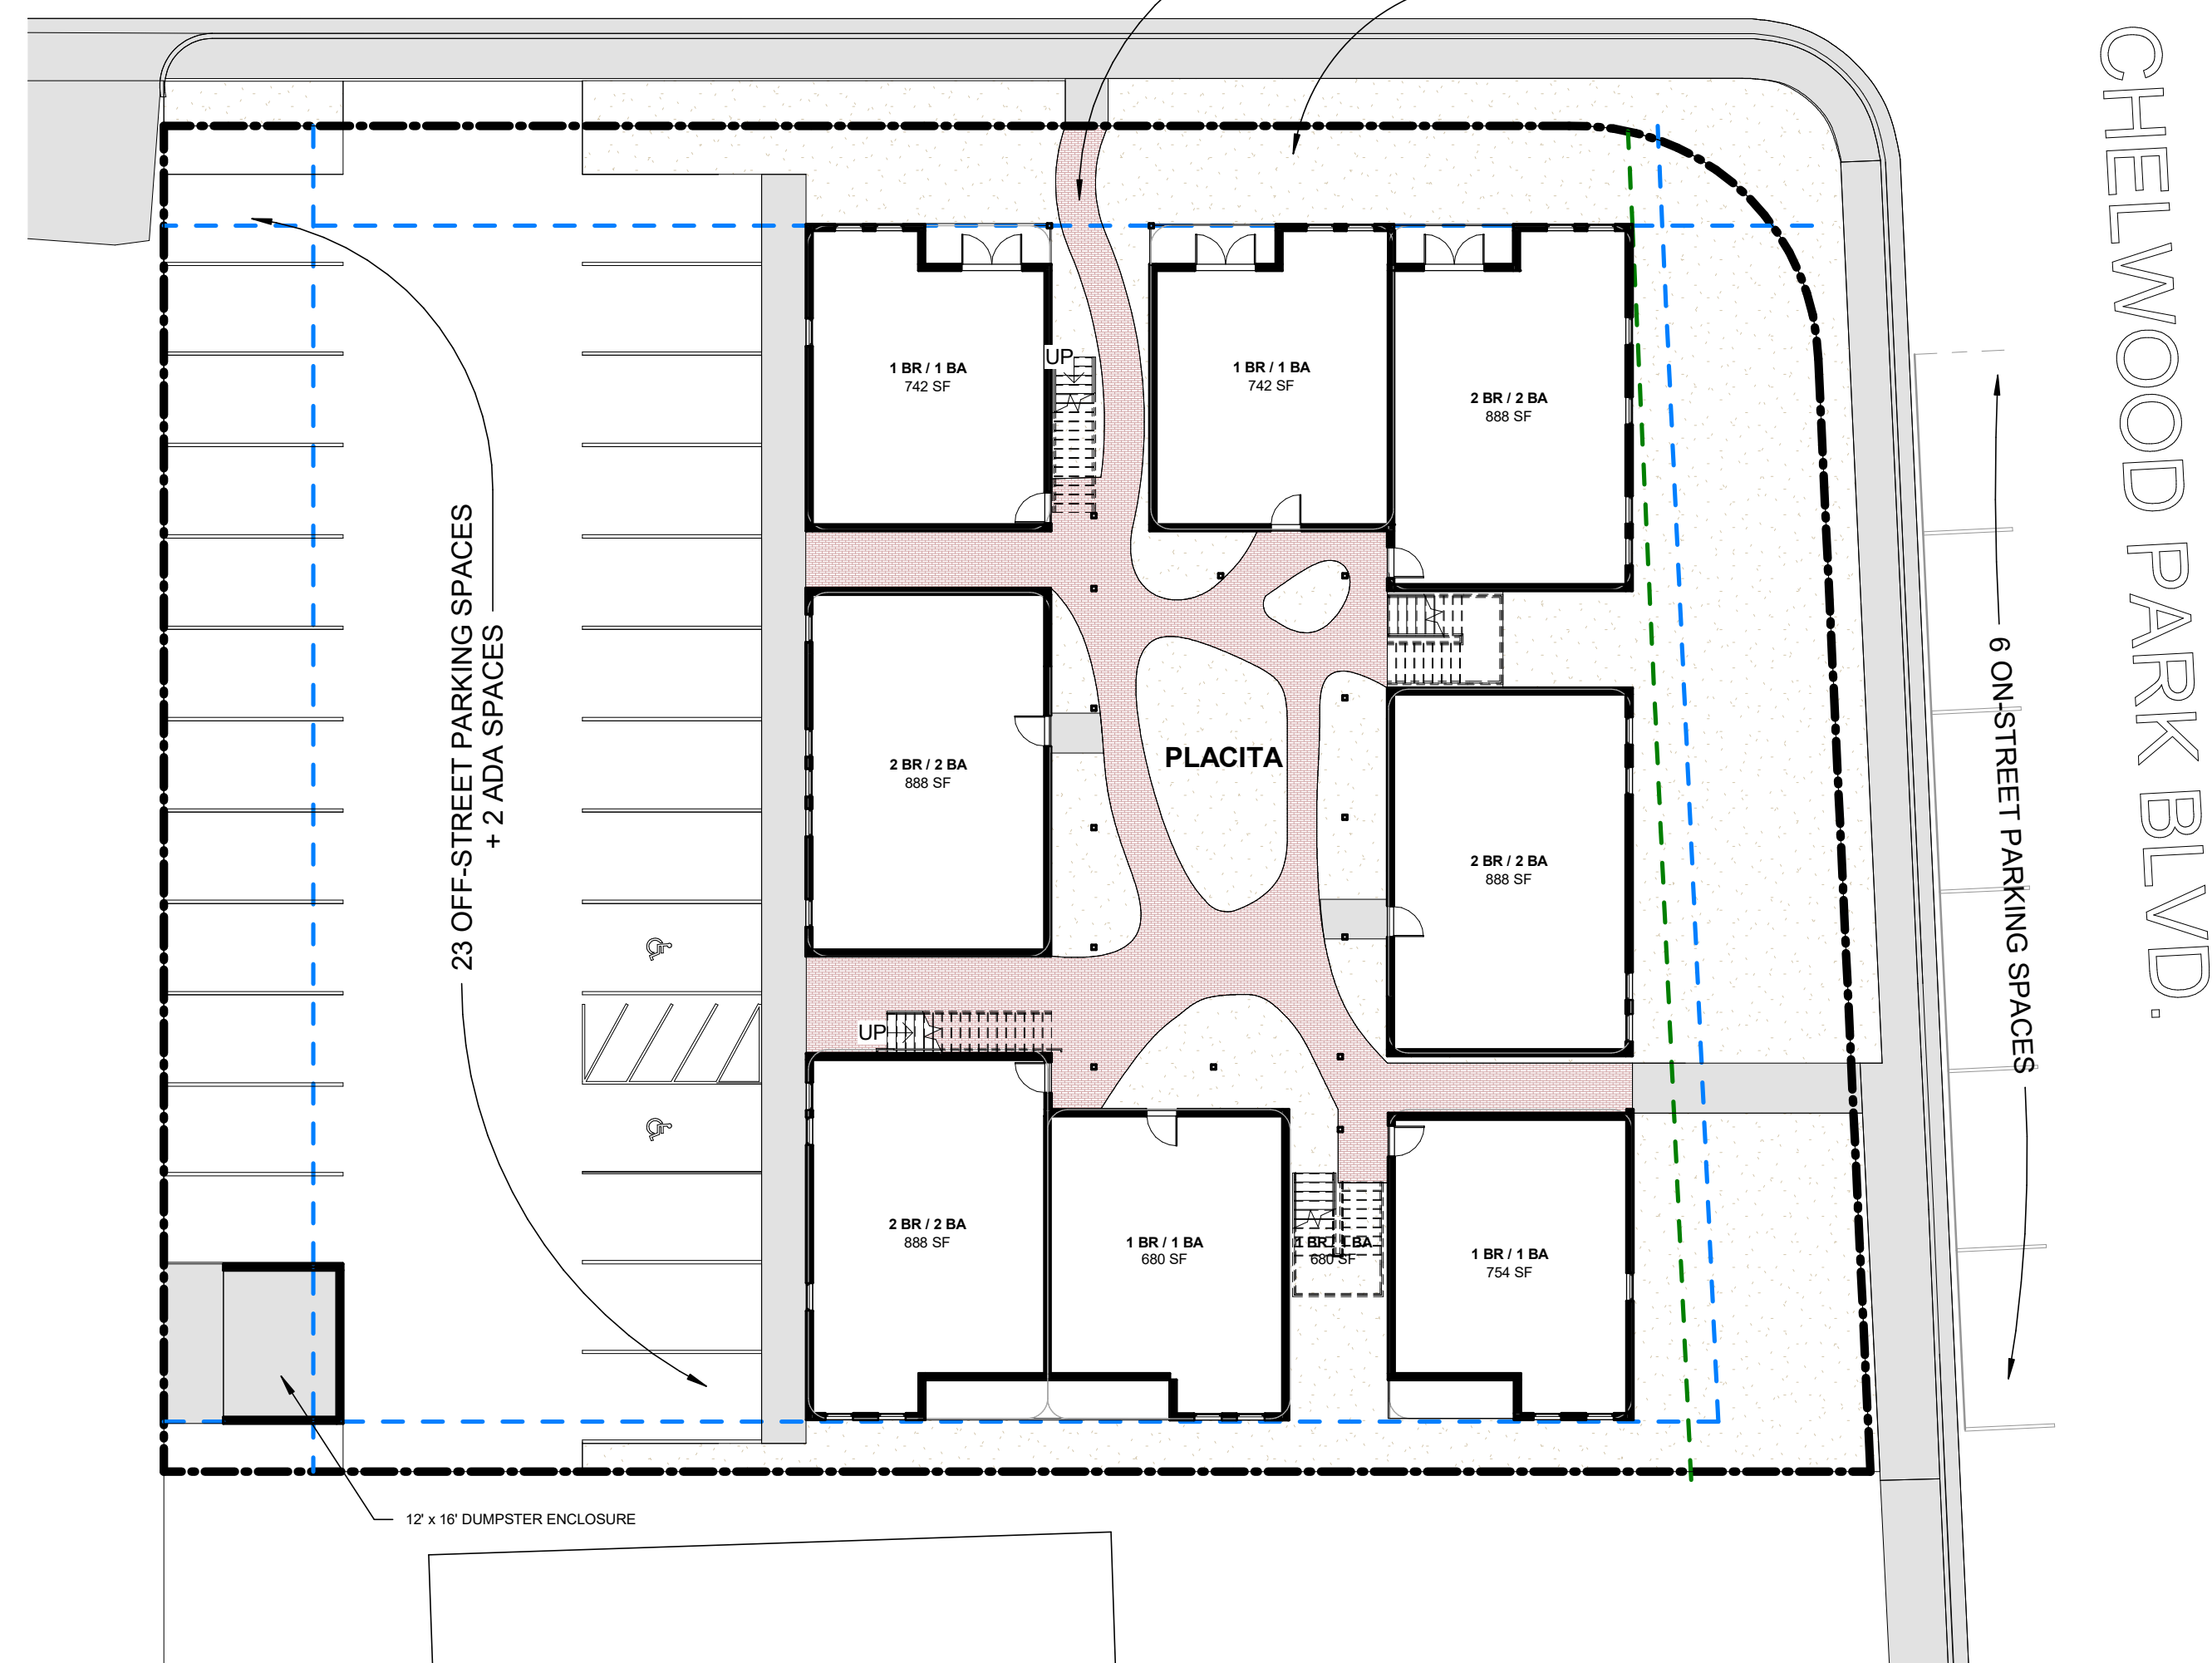 CHELWOOD PARK BLVD.
UP
1 BR / 1 BA
742 SF
1 BR / 1 BA
742 SF
2 BR / 2 BA
888 SF
23 OFF-STREET PARKING SPACES
+ 2 ADA SPACES
6 ON-STREET PARKING SPACES
2 BR / 2 BA
888 SF
PLACITA
2 BR / 2 BA
888 SF
UP
2 BR / 2 BA
888 SF
1 BR / 1 BA
680 SF
1 BR / 1 BA
680 SF
1 BR / 1 BA
754 SF
12' x 16' DUMPSTER ENCLOSURE